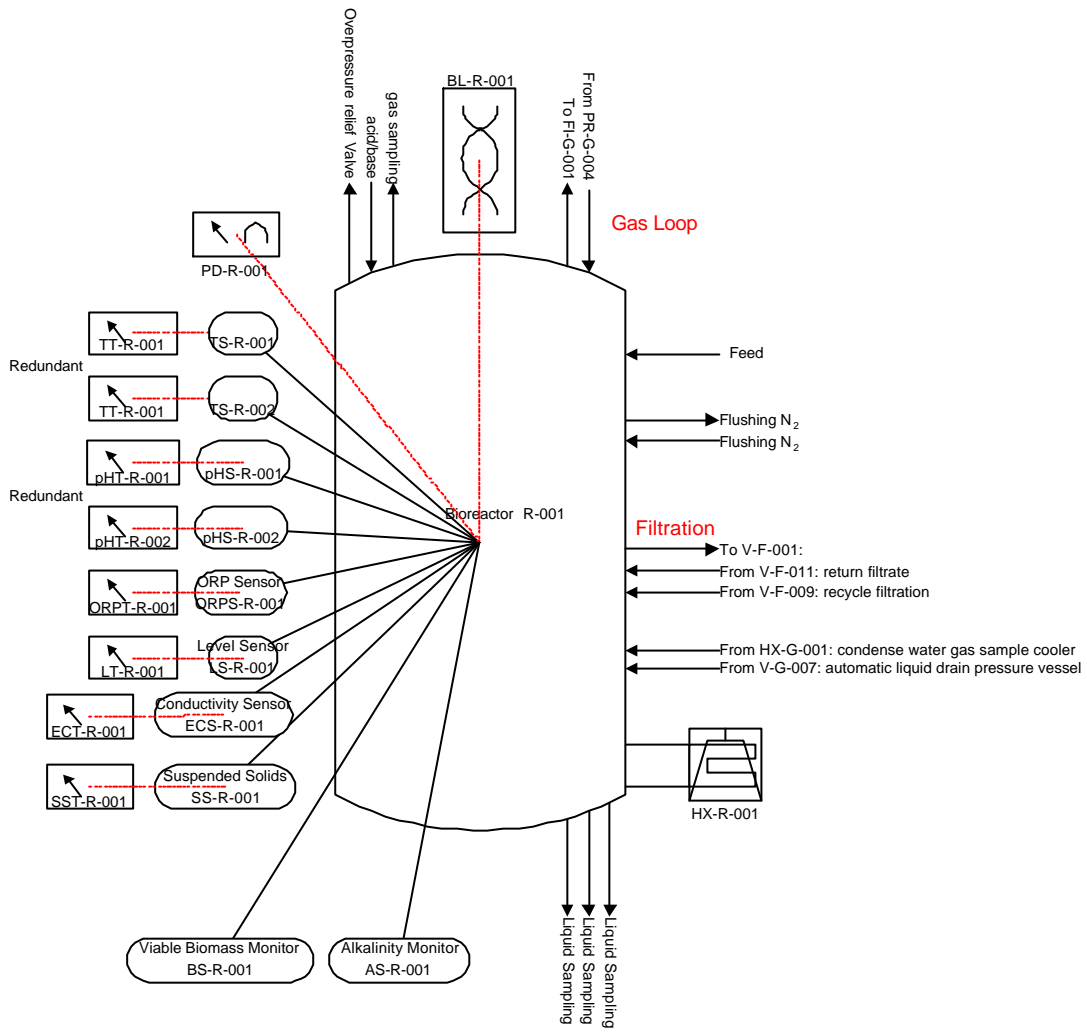 Overpressure relief Valve
acid/base
gas sampling
BL-R-001
To FI-G-001
From PR-G-004
Gas Loop
PD-R-001
TT-R-001
TS-R-001
Redundant
TT-R-001
TS-R-002
pHT-R-001
pHS-R-001
Redundant
pHT-R-002
pHS-R-002
ORPT-R-001
ORP Sensor
ORPS-R-001
LT-R-001
Level Sensor
LS-R-001
ECT-R-001
Conductivity Sensor
ECS-R-001
SST-R-001
Suspended Solids
SS-R-001
Viable Biomass Monitor
BS-R-001
Alkalinity Monitor
AS-R-001
Bioreactor R-001
Feed
Flushing N2
Flushing N2
Filtration
To V-F-001:
From V-F-011: return filtrate
From V-F-009: recycle filtration
From HX-G-001: condense water gas sample cooler
From V-G-007: automatic liquid drain pressure vessel
HX-R-001
Liquid Sampling
Liquid Sampling
Liquid Sampling